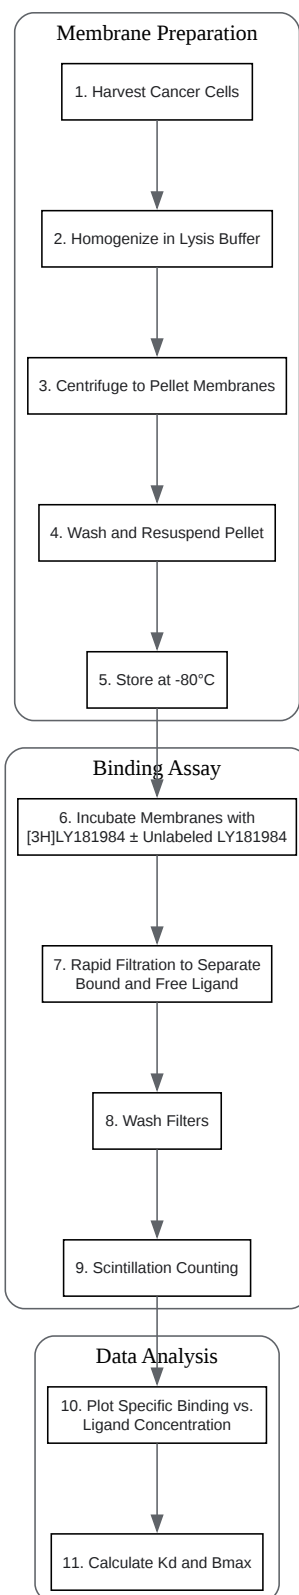 Membrane Preparation
1. Harvest Cancer Cells
2. Homogenize in Lysis Buffer
3. Centrifuge to Pellet Membranes
4. Wash and Resuspend Pellet
5. Store at -80°C
Binding Assay
6. Incubate Membranes with
[3H]LY181984 ± Unlabeled LY181984
7. Rapid Filtration to Separate
Bound and Free Ligand
8. Wash Filters
9. Scintillation Counting
Data Analysis
10. Plot Specific Binding vs.
Ligand Concentration
11. Calculate Kd and Bmax